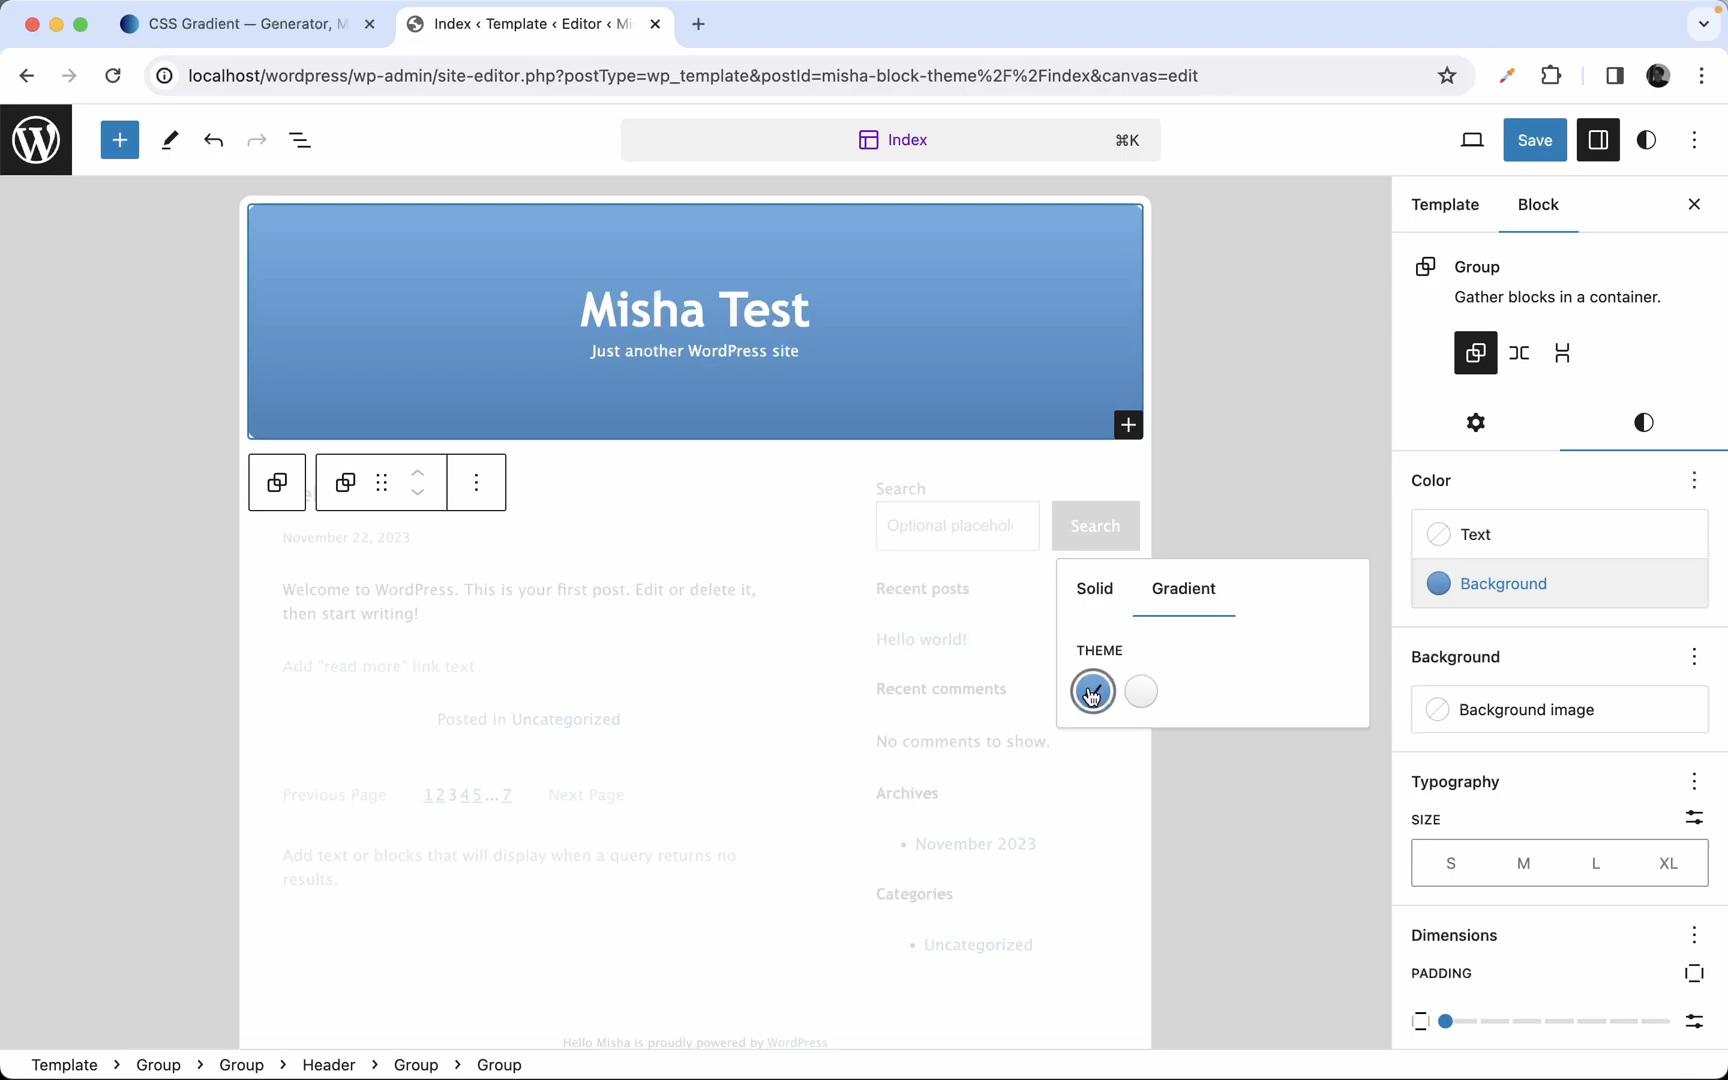 CSS Gradient — Generator, M
Index ‹ Template ‹ Editor ‹ Mi
localhost/wordpress/wp-admin/site-editor.php?postType=wp_template&postId=misha-block-theme%2F%2Findex&canvas=edit
Index
⌘K
Save
Misha Test
Just another WordPress site
November 22, 2023
Welcome to WordPress. This is your first post. Edit or delete it,
then start writing!
Add "read more" link text
Posted in Uncategorized
Previous Page 1 2 3 4 5 ... 7 Next Page
Add text or blocks that will display when a query returns no
results.
Search
Optional placehol
Search
Recent posts
Hello world!
Recent comments
No comments to show.
Archives
• November 2023
Categories
• Uncategorized
Hello Misha is proudly powered by WordPress
Solid Gradient
THEME
Template Block
Group
Gather blocks in a container.
Color
Text
Background
Background
Background image
Typography
SIZE
S M L XL
Dimensions
PADDING
Template › Group › Group › Header › Group › Group